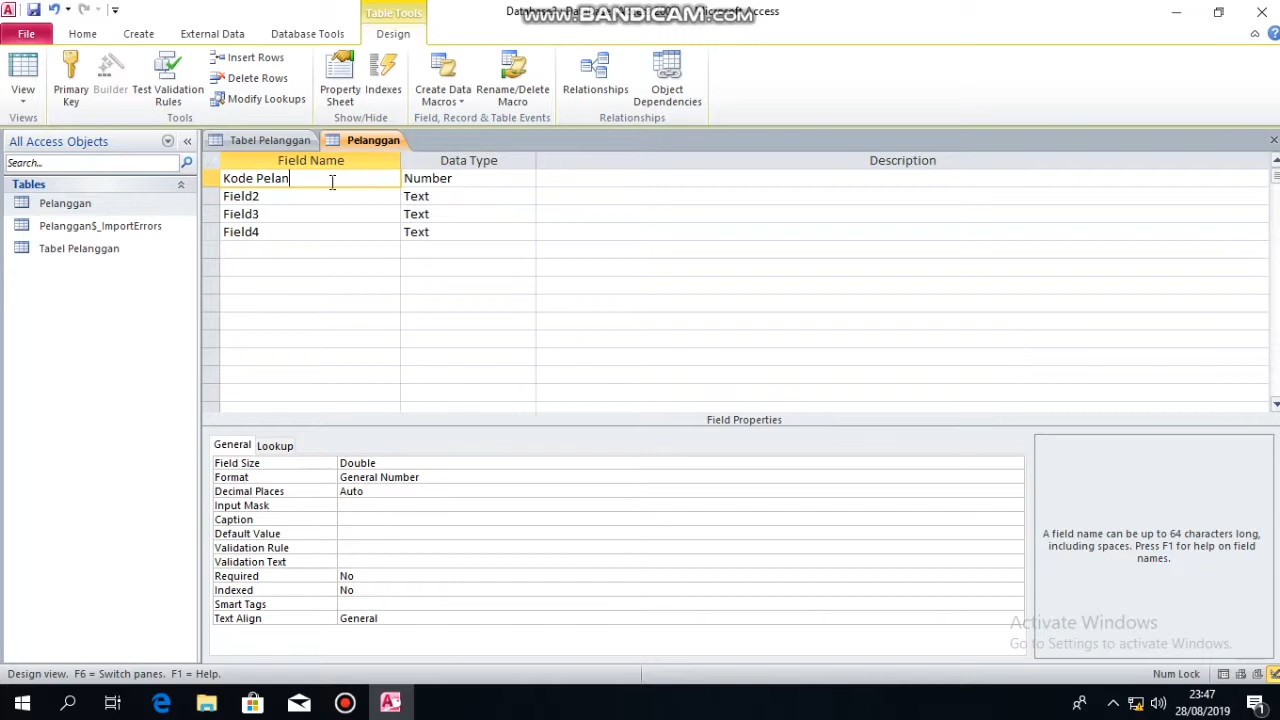 Table Tools
Database2 : Database
www.BANDICAM.com
Access
File
Home
Create
External Data
Database Tools
Design
View
Views
Primary Key
Builder
Test Validation Rules
Insert Rows
Delete Rows
Modify Lookups
Tools
Property Sheet
Indexes
Show/Hide
Create Data Macros
Rename/Delete Macro
Field, Record & Table Events
Relationships
Object Dependencies
Relationships
All Access Objects
Search...
Tables
Pelanggan
Pelanggan$_ImportErrors
Tabel Pelanggan
Tabel Pelanggan
Pelanggan
Field Name Data Type Description
Kode Pelan Number
Field2 Text
Field3 Text
Field4 Text
Field Properties
General Lookup
Field Size Double
Format General Number
Decimal Places Auto
Input Mask
Caption
Default Value
Validation Rule
Validation Text
Required No
Indexed No
Smart Tags
Text Align General
A field name can be up to 64 characters long,
including spaces. Press F1 for help on field
names.
Activate Windows
Go to Settings to activate Windows.
Design view. F6 = Switch panes. F1 = Help.
Num Lock
23:47
28/08/2019
1